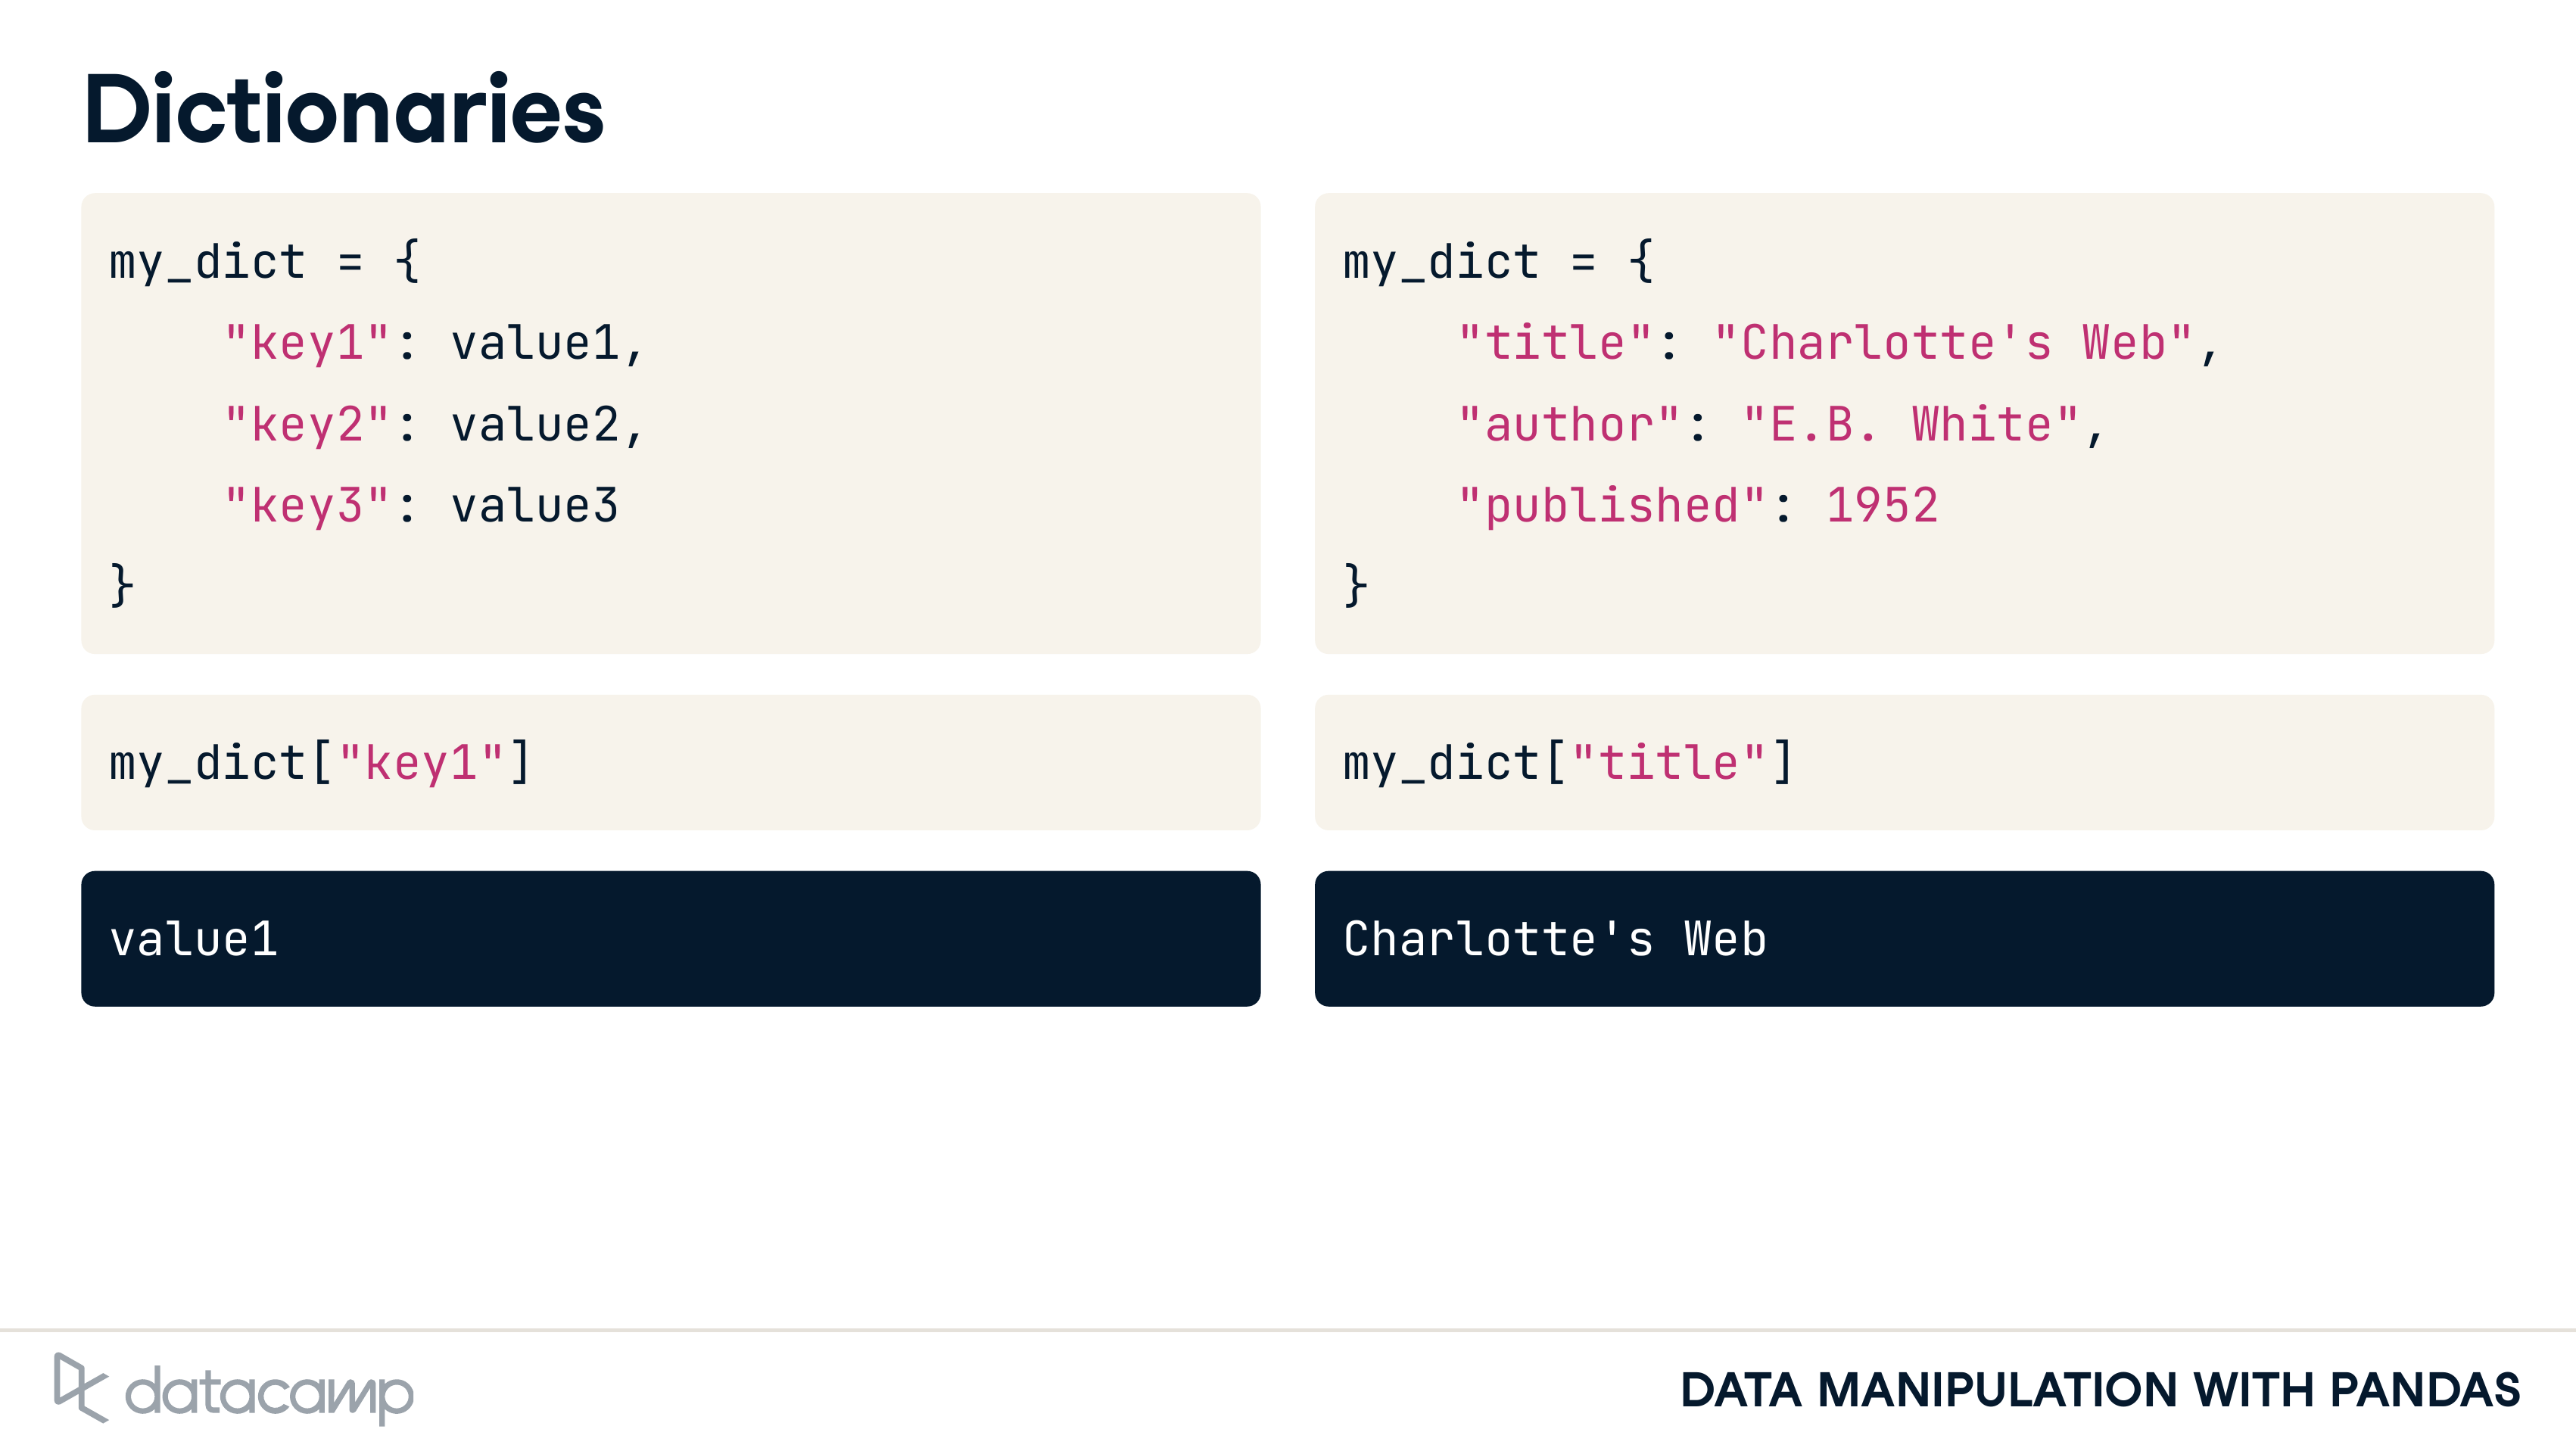 Dictionaries
my_dict = {
    "key1": value1,
    "key2": value2,
    "key3": value3
}
my_dict["key1"]
value1
my_dict = {
    "title": "Charlotte's Web",
    "author": "E.B. White",
    "published": 1952
}
my_dict["title"]
Charlotte's Web
datacamp
DATA MANIPULATION WITH PANDAS